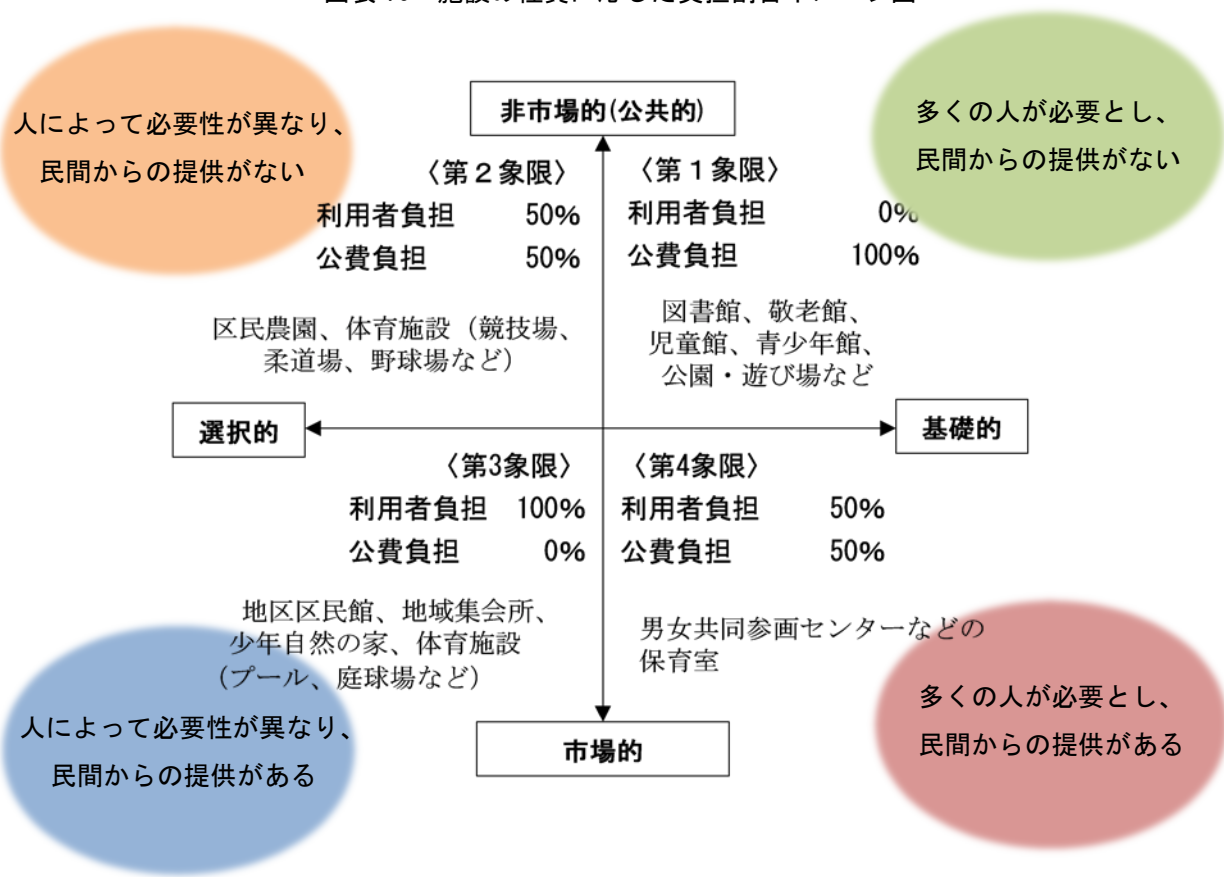 人によって必要性が異なり、
民間からの提供がない
非市場的(公共的)
多くの人が必要とし、
民間からの提供がない
〈第２象限〉
利用者負担 50%
公費負担 50%
〈第１象限〉
利用者負担 0%
公費負担 100%
区民農園、体育施設（競技場、
柔道場、野球場など）
図書館、敬老館、
児童館、青少年館、
公園・遊び場など
選択的
基礎的
〈第3象限〉
利用者負担 100%
公費負担 0%
〈第4象限〉
利用者負担 50%
公費負担 50%
地区区民館、地域集会所、
少年自然の家、体育施設
（プール、庭球場など）
男女共同参画センターなどの
保育室
人によって必要性が異なり、
民間からの提供がある
市場的
多くの人が必要とし、
民間からの提供がある